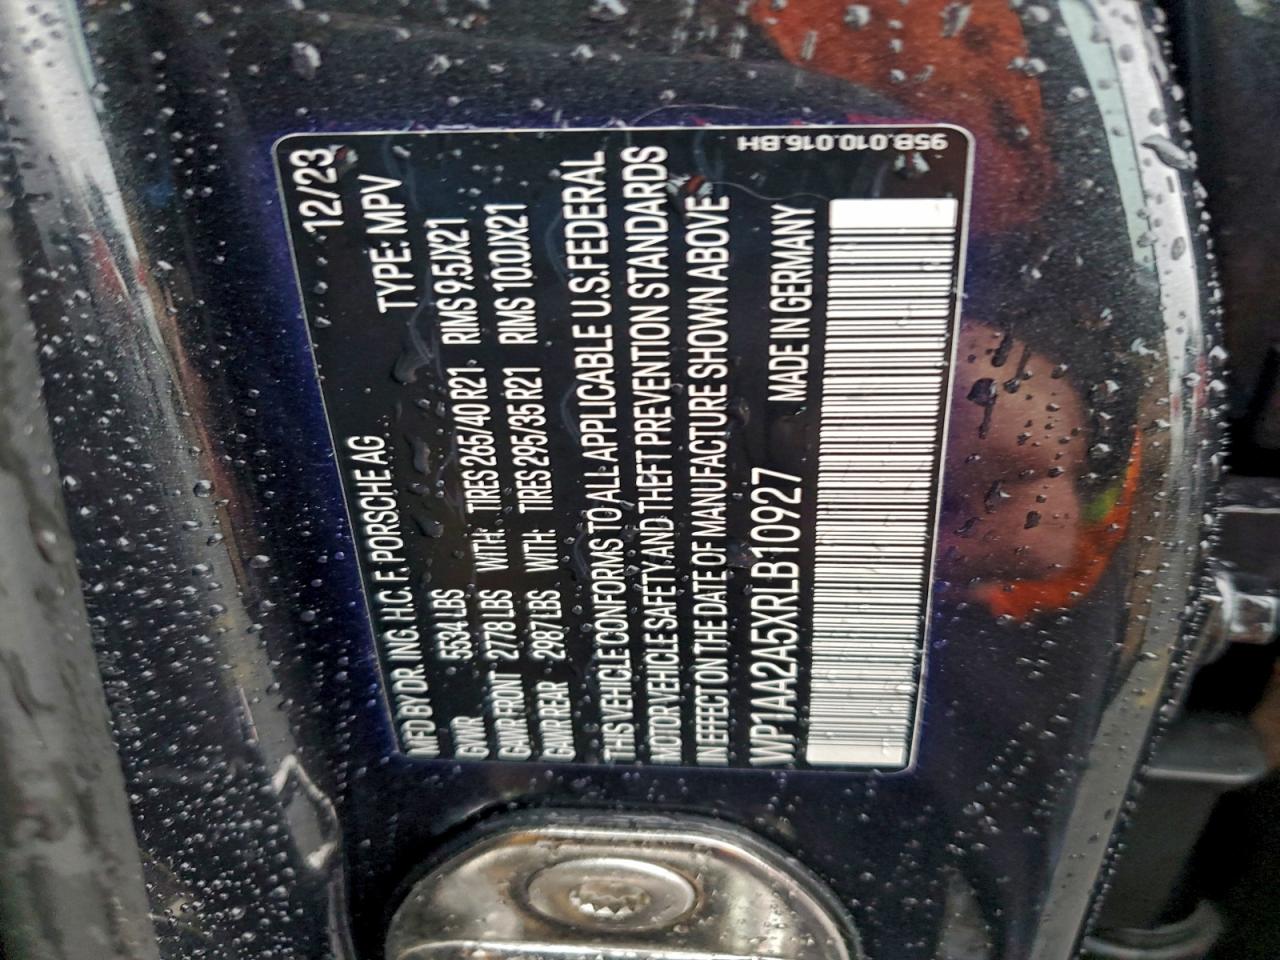 12/23
MFD BY DR. ING. H.C. F. PORSCHE AG TYPE: MPV
GVWR 5534 LBS
GAWR FRONT 2778 LBS WITH: TIRES 265/40 R21 RIMS 9.5JX21
GAWR REAR 2987 LBS WITH: TIRES 295/35 R21 RIMS 10.0JX21
THIS VEHICLE CONFORMS TO ALL APPLICABLE U.S. FEDERAL
MOTOR VEHICLE SAFETY AND THEFT PREVENTION STANDARDS
IN EFFECT ON THE DATE OF MANUFACTURE SHOWN ABOVE
WP1AA2A5XRLB10927 MADE IN GERMANY
95B.010.016.BH